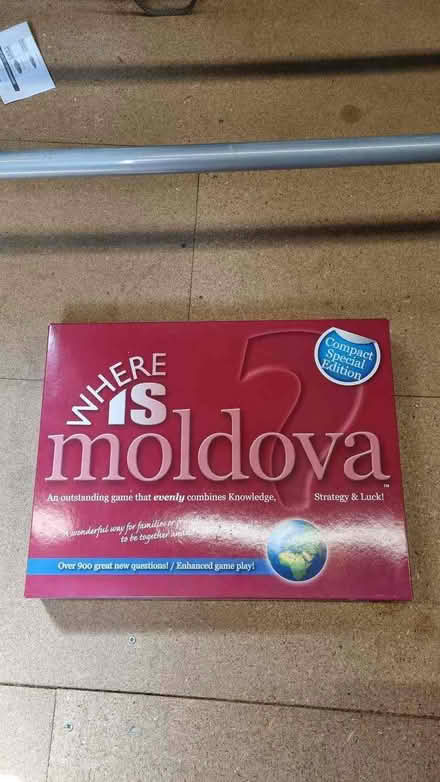 WHERE
IS
moldova
?
Compact
Special
Edition
™
An outstanding game that evenly combines Knowledge, Strategy & Luck!
A wonderful way for families
to be together
Over 900 great new questions! / Enhanced game play!